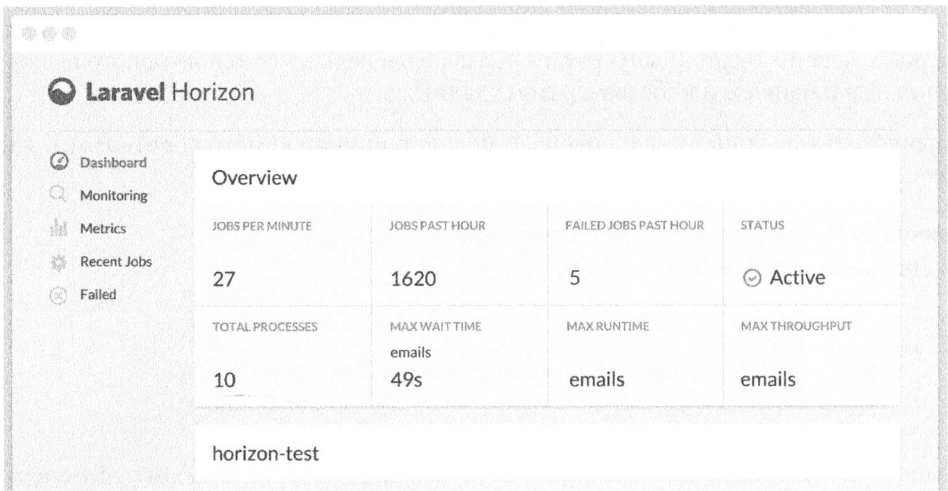 Laravel Horizon
Dashboard
Monitoring
Metrics
Recent Jobs
Failed
Overview
JOBS PER MINUTE JOBS PAST HOUR FAILED JOBS PAST HOUR STATUS
27 1620 5 Active
TOTAL PROCESSES MAX WAIT TIME MAX RUNTIME MAX THROUGHPUT
emails
10 49s emails emails
horizon-test